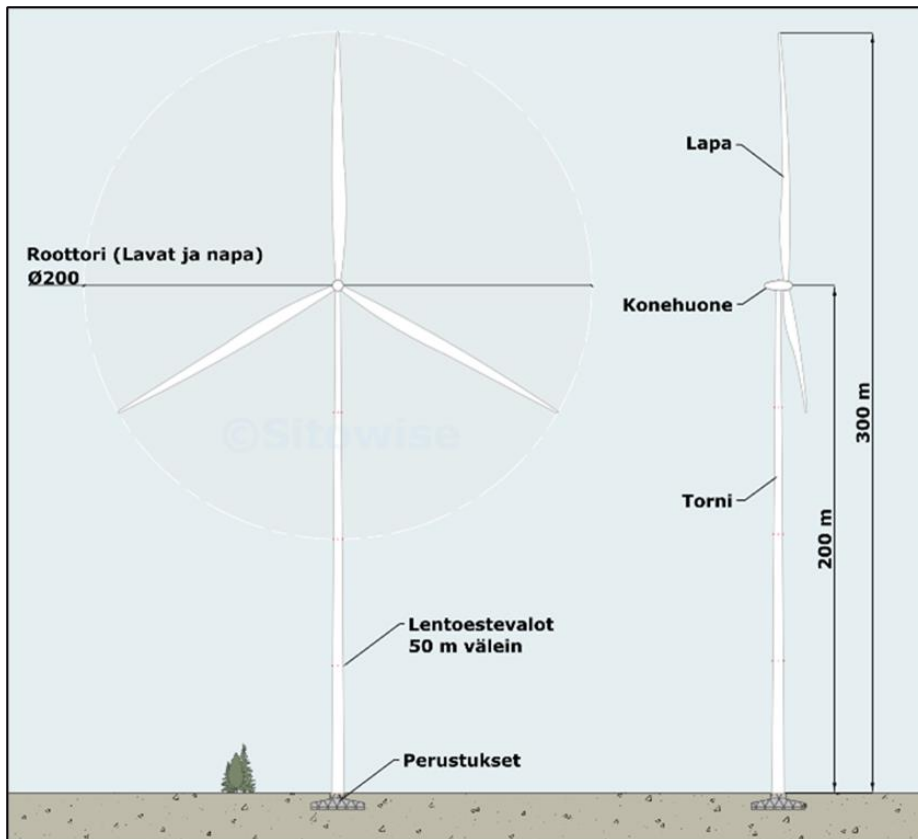 Lapa
Roottori (Lavat ja napa)
Ø200
Konehuone
©Sitowise
300 m
Torni
200 m
Lentoestevalot
50 m välein
Perustukset